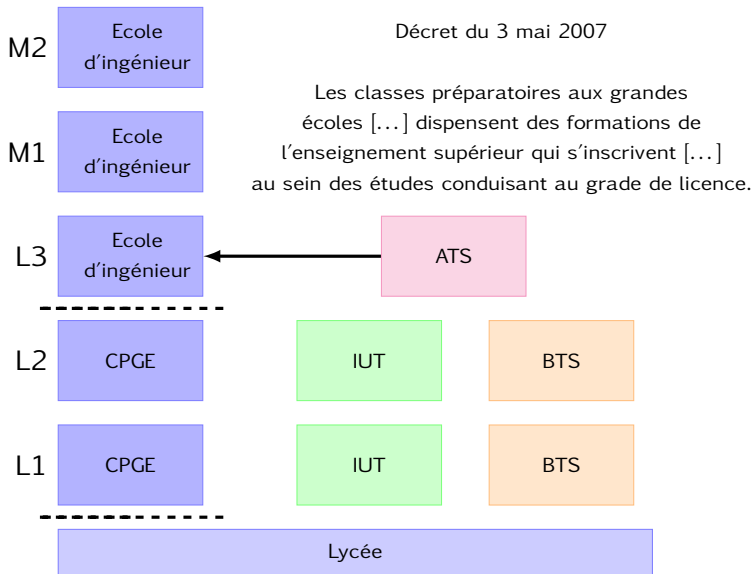 M2
Ecole
d'ingénieur
Décret du 3 mai 2007
Les classes préparatoires aux grandes
écoles [...] dispensent des formations de
l'enseignement supérieur qui s'inscrivent [...]
au sein des études conduisant au grade de licence.
M1
Ecole
d'ingénieur
L3
Ecole
d'ingénieur
ATS
L2
CPGE
IUT
BTS
L1
CPGE
IUT
BTS
Lycée